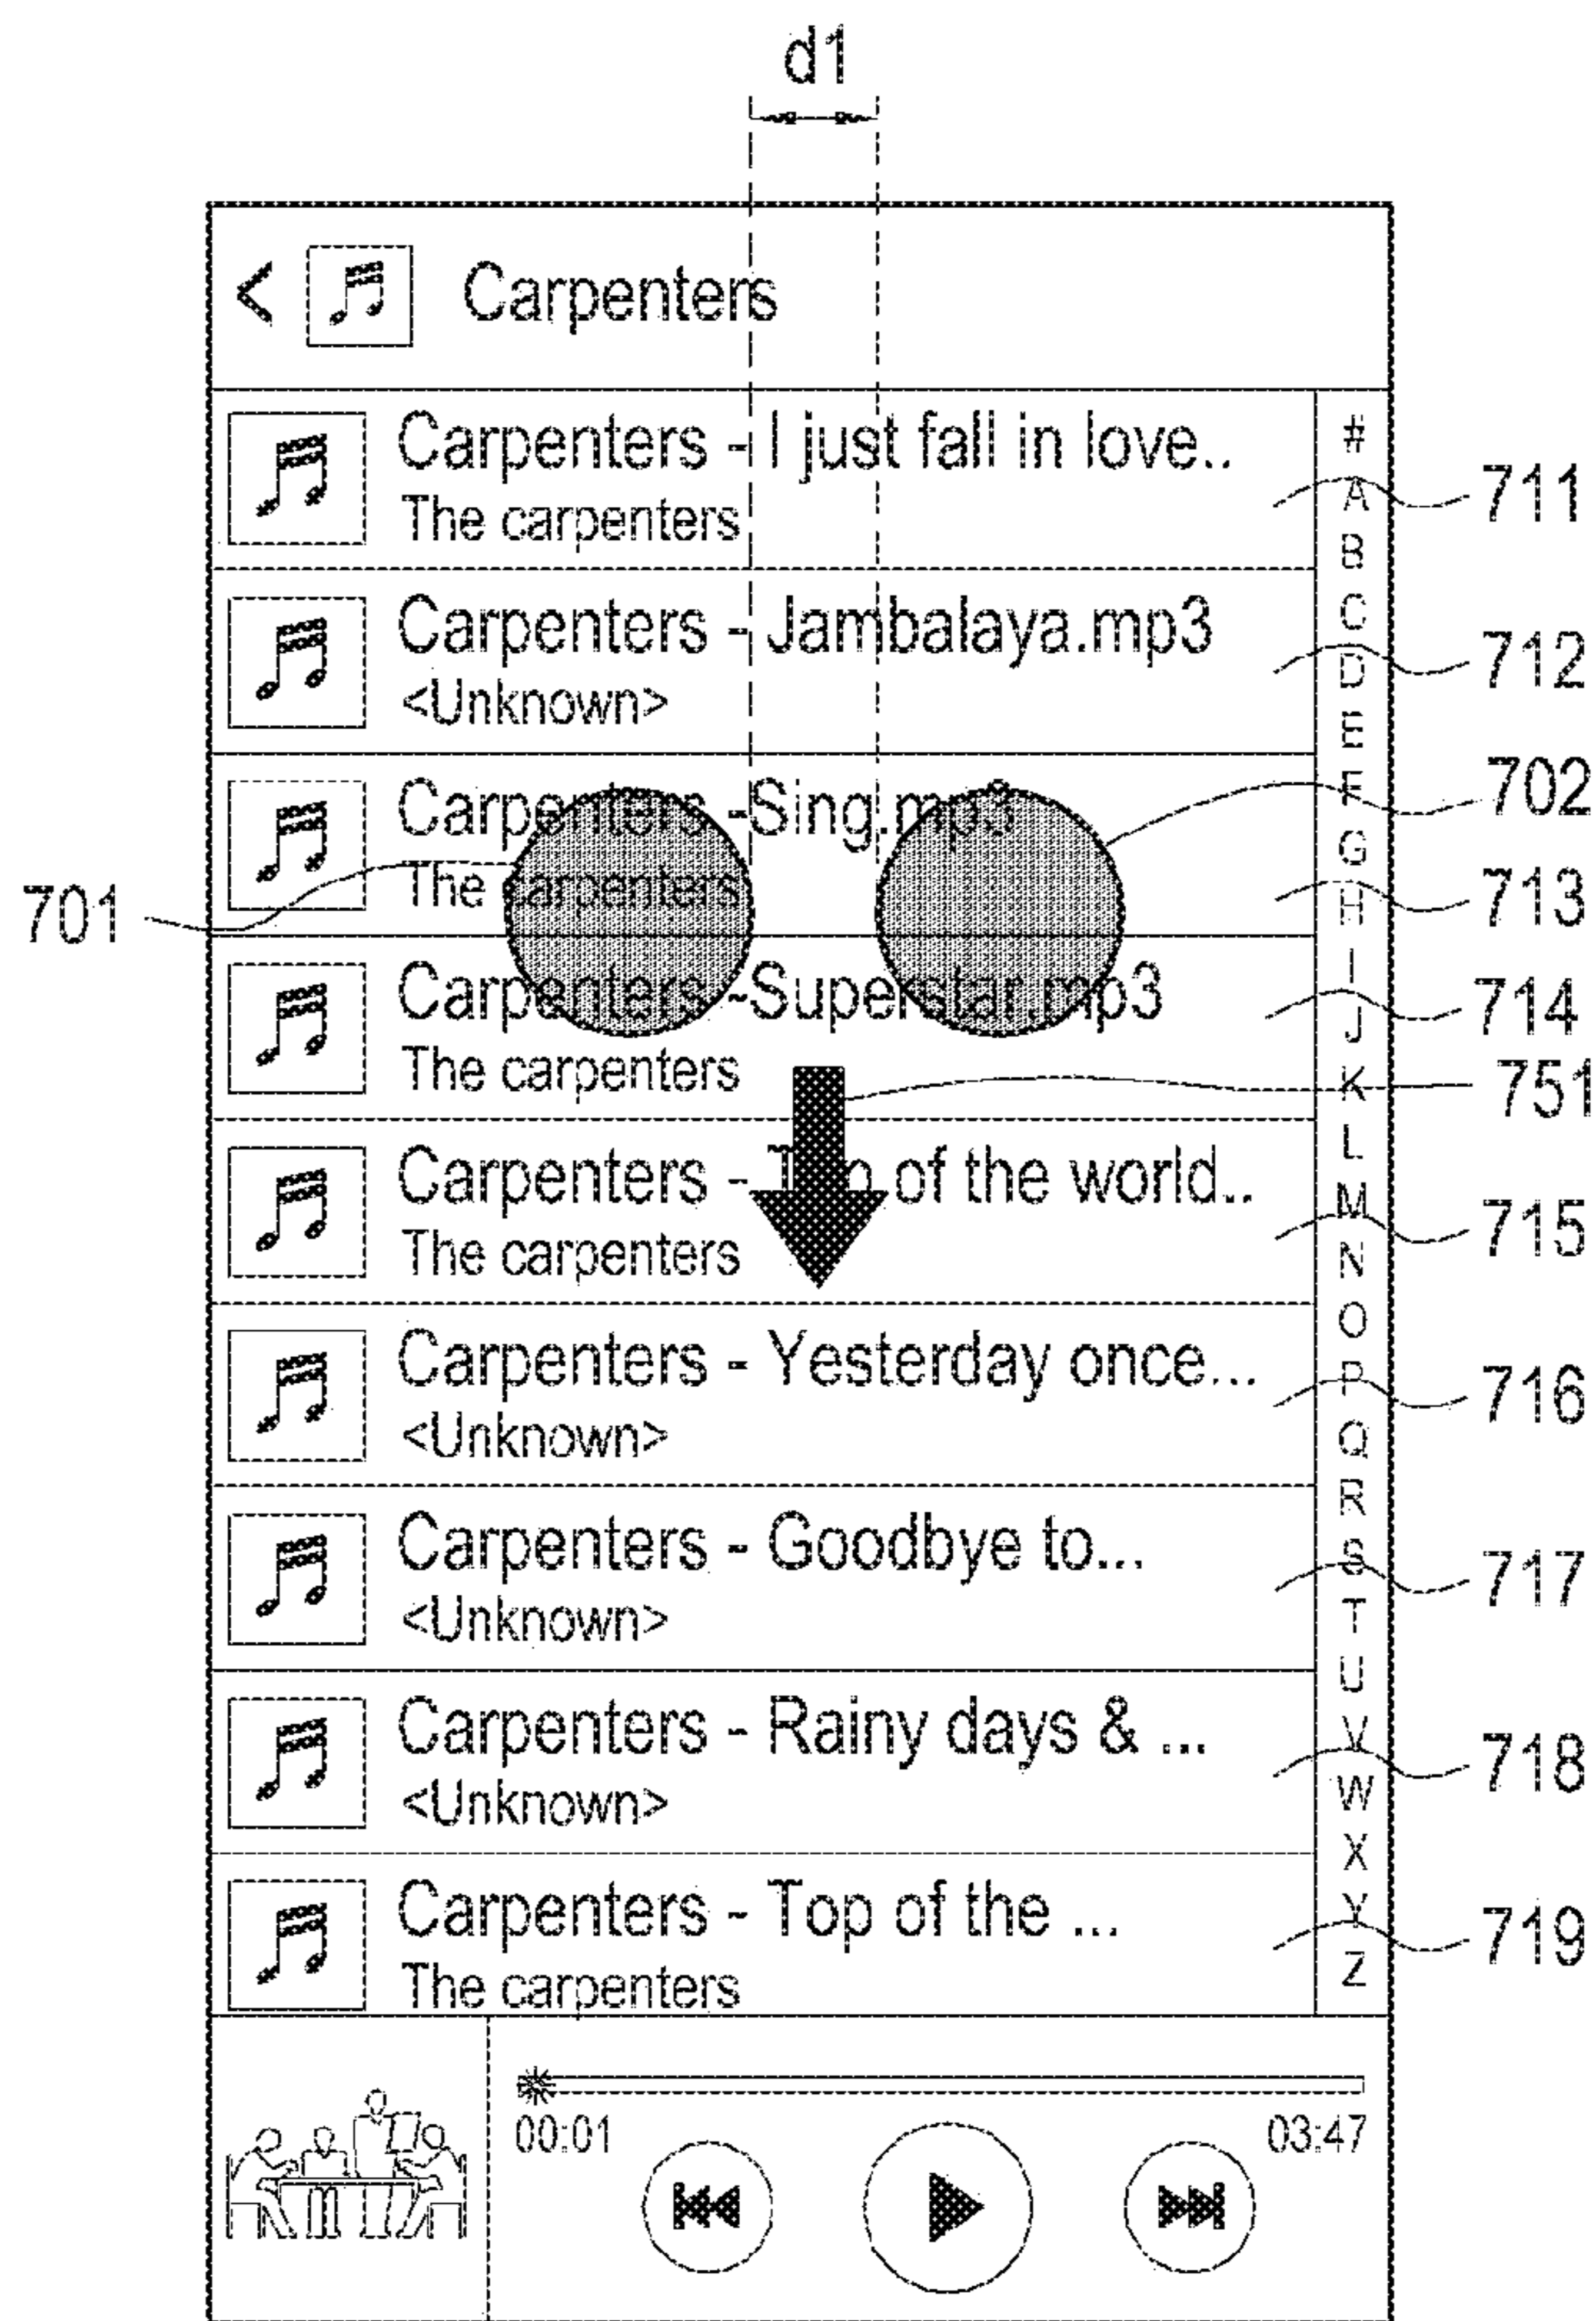 d1
< Carpenters
Carpenters - I just fall in love..
The carpenters
711
Carpenters - Jambalaya.mp3
<Unknown>
712
702
Carpenters -Sing.mp3
The carpenters
701
713
Carpenters -Superstar.mp3
The carpenters
714
751
Carpenters - Top of the world..
The carpenters
715
Carpenters - Yesterday once...
<Unknown>
716
Carpenters - Goodbye to...
<Unknown>
717
Carpenters - Rainy days & ...
<Unknown>
718
Carpenters - Top of the ...
The carpenters
719
#
A
B
C
D
E
F
G
H
I
J
K
L
M
N
O
P
Q
R
S
T
U
V
W
X
Y
Z
00:01 03:47